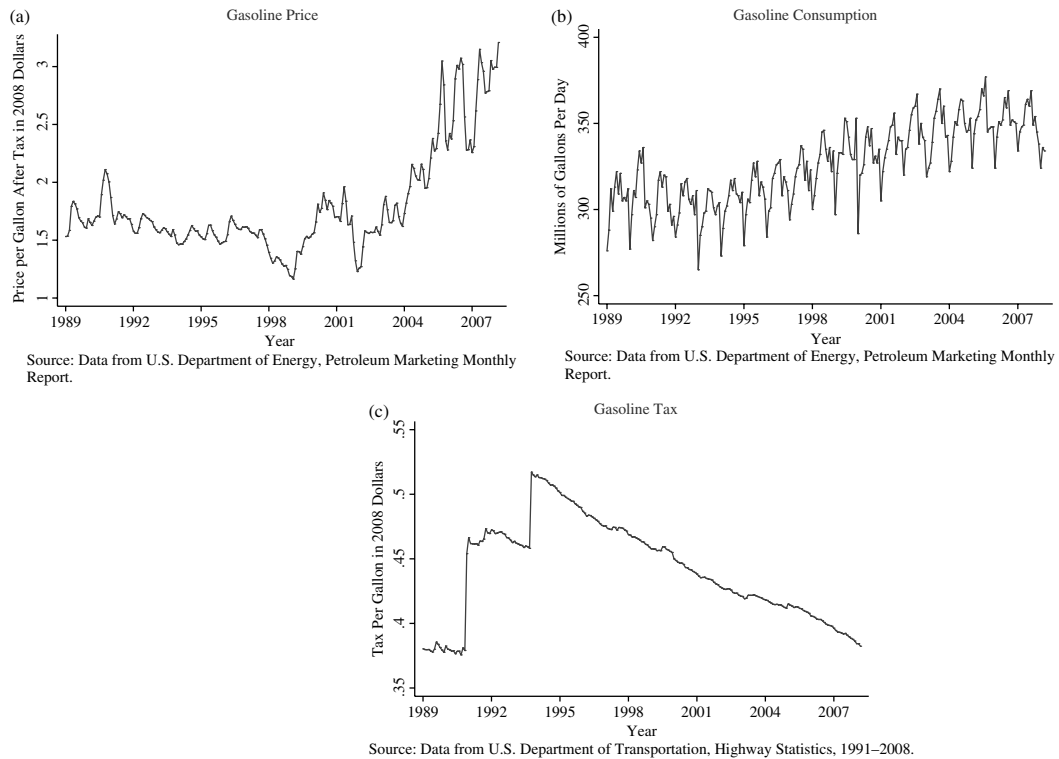 (a)
Gasoline Price
Price per Gallon After Tax in 2008 Dollars
3
2.5
2
1.5
1
1989 1992 1995 1998 2001 2004 2007
Year
Source: Data from U.S. Department of Energy, Petroleum Marketing Monthly
Report.
(b)
Gasoline Consumption
Millions of Gallons Per Day
400
350
300
250
1989 1992 1995 1998 2001 2004 2007
Year
Source: Data from U.S. Department of Energy, Petroleum Marketing Monthly
Report.
(c)
Gasoline Tax
Tax Per Gallon in 2008 Dollars
.55
.5
.45
.4
.35
1989 1992 1995 1998 2001 2004 2007
Year
Source: Data from U.S. Department of Transportation, Highway Statistics, 1991–2008.